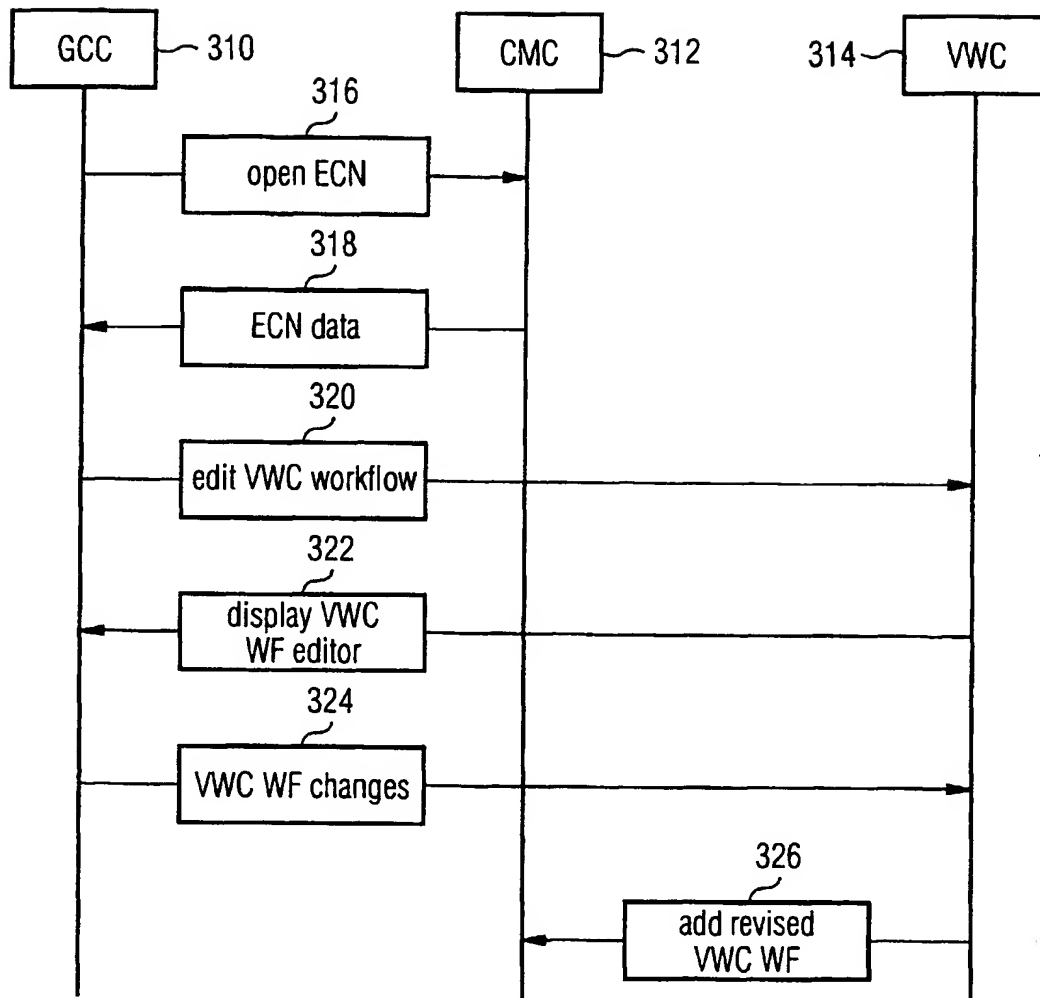 GCC 310
CMC 312
314 VWC
316
open ECN
318
ECN data
320
edit VWC workflow
322
display VWC
WF editor
324
VWC WF changes
326
add revised
VWC WF